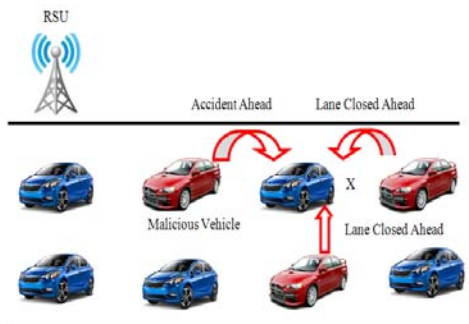 RSU
Accident Ahead Lane Closed Ahead
X
Malicious Vehicle
Lane Closed Ahead